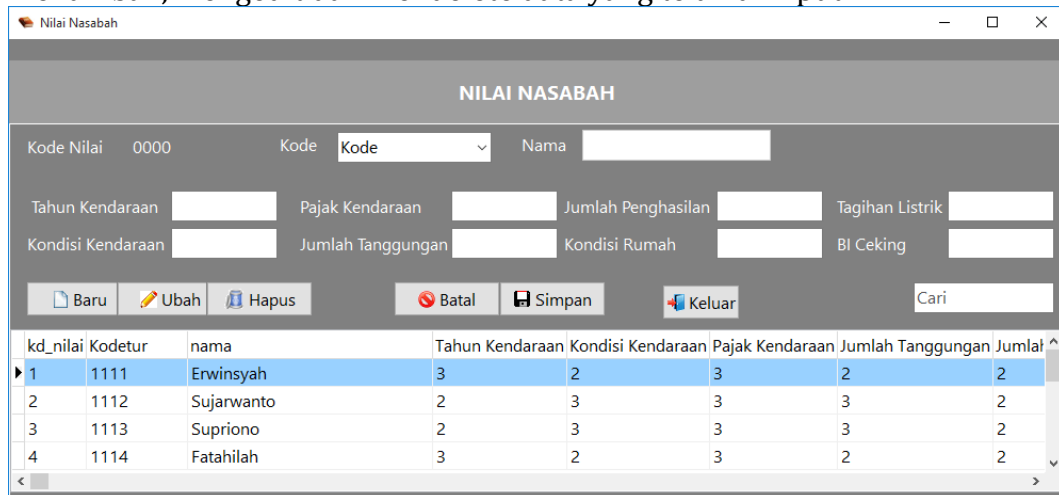 Nilai Nasabah
NILAI NASABAH
Kode Nilai 0000 Kode Kode Nama
Tahun Kendaraan Pajak Kendaraan Jumlah Penghasilan Tagihan Listrik
Kondisi Kendaraan Jumlah Tanggungan Kondisi Rumah BI Ceking
Baru Ubah Hapus Batal Simpan Keluar Cari
kd_nilai Kodetur nama Tahun Kendaraan Kondisi Kendaraan Pajak Kendaraan Jumlah Tanggungan
1 1111 Erwinsyah 3 2 3 2 2
2 1112 Sujarwanto 2 3 3 3 2
3 1113 Supriono 2 3 3 3 2
4 1114 Fatahilah 3 2 3 2 2